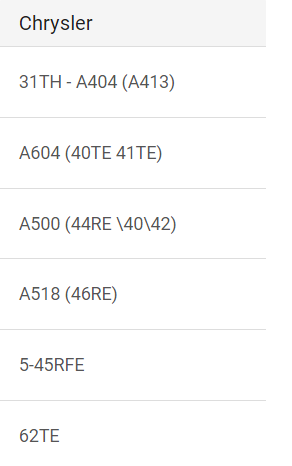 Chrysler
31TH - A404 (A413)
A604 (40TE 41TE)
A500 (44RE \40\42)
A518 (46RE)
5-45RFE
62TE